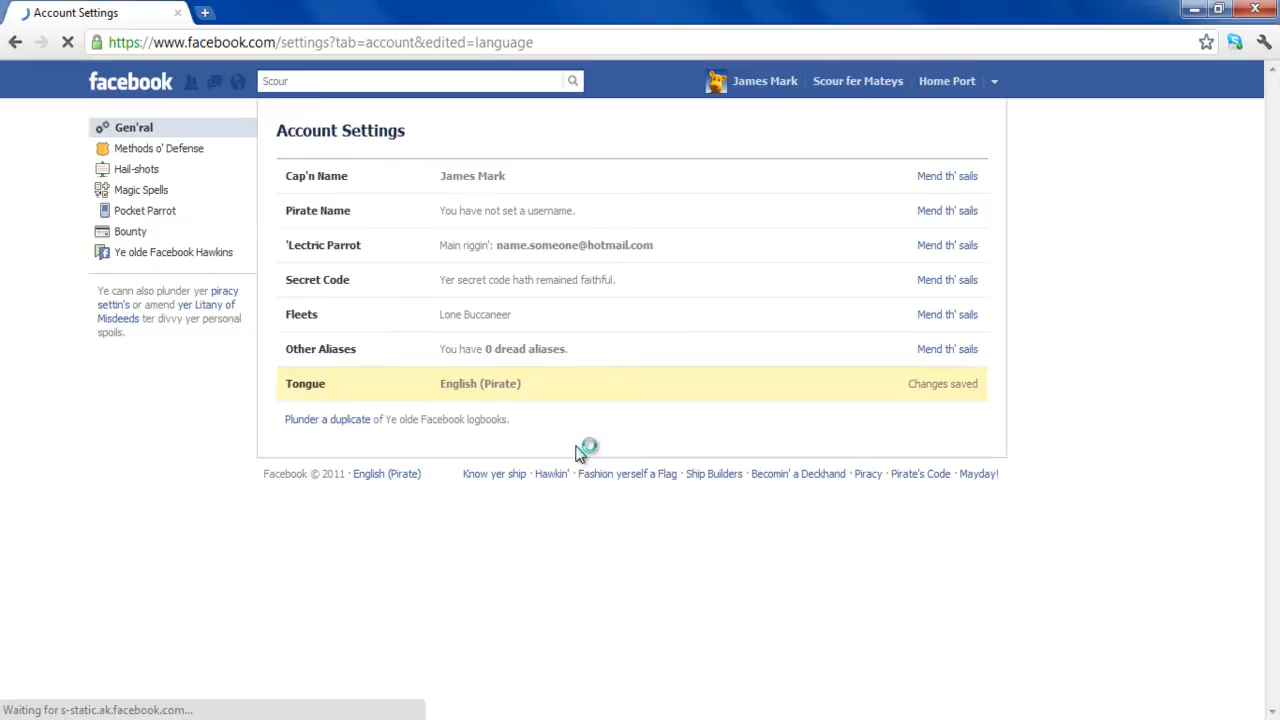 Account Settings
https://www.facebook.com/settings?tab=account&edited=language
facebook
Scour
James Mark
Scour fer Mateys
Home Port
Gen'ral
Methods o' Defense
Hail-shots
Magic Spells
Pocket Parrot
Bounty
Ye olde Facebook Hawkins
Ye cann also plunder yer piracy
settin's or amend yer Litany of
Misdeeds ter divvy yer personal
spoils.
Account Settings
Cap'n Name James Mark Mend th' sails
Pirate Name You have not set a username. Mend th' sails
'Lectric Parrot Main riggin': name.someone@hotmail.com Mend th' sails
Secret Code Yer secret code hath remained faithful. Mend th' sails
Fleets Lone Buccaneer Mend th' sails
Other Aliases You have 0 dread aliases. Mend th' sails
Tongue English (Pirate) Changes saved
Plunder a duplicate of Ye olde Facebook logbooks.
Facebook © 2011 · English (Pirate)
Know yer ship · Hawkin' · Fashion yerself a Flag · Ship Builders · Becomin' a Deckhand · Piracy · Pirate's Code · Mayday!
Waiting for s-static.ak.facebook.com...